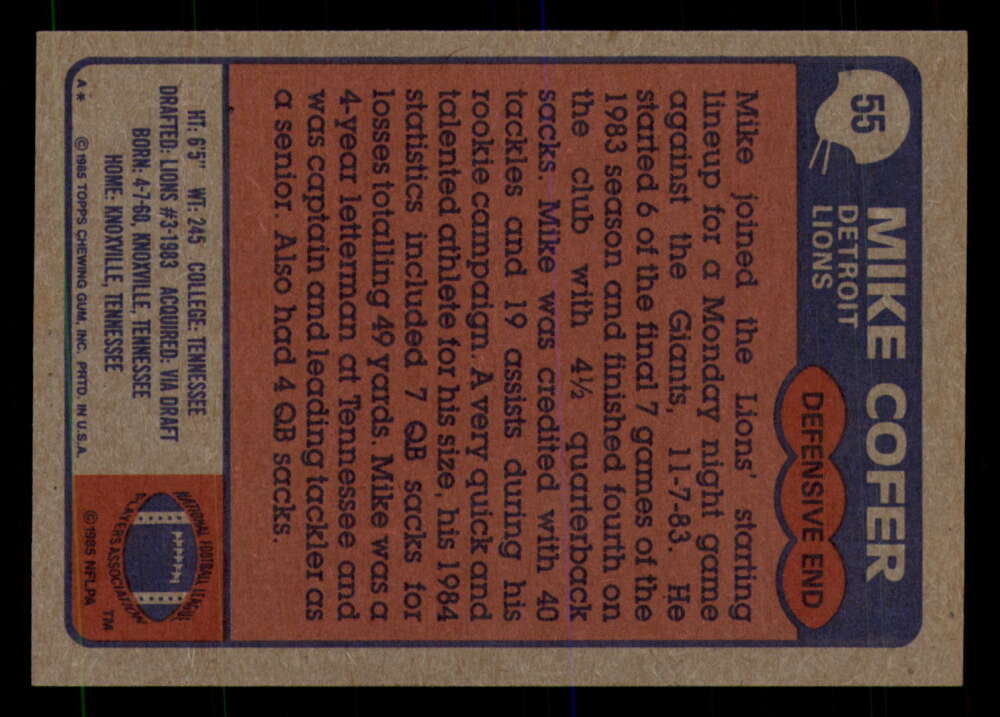 55
MIKE COFER
DETROIT
LIONS
DEFENSIVE END
Mike joined the Lions' starting
lineup for a Monday night game
against the Giants, 11-7-83. He
started 6 of the final 7 games of the
1983 season and finished fourth on
the club with 4½ quarterback
sacks. Mike was credited with 40
tackles and 19 assists during his
rookie campaign. A very quick and
talented athlete for his size, his 1984
statistics included 7 QB sacks for
losses totalling 49 yards. Mike was a
4-year letterman at Tennessee and
was captain and leading tackler as
a senior. Also had 4 QB sacks.
HT: 6'5" WT: 245 COLLEGE: TENNESSEE
DRAFTED: LIONS #3-1983 ACQUIRED: VIA DRAFT
BORN: 4-7-60, KNOXVILLE, TENNESSEE
HOME: KNOXVILLE, TENNESSEE
A* © 1985 TOPPS CHEWING GUM, INC. PRTD. IN U.S.A.
NATIONAL FOOTBALL LEAGUE
PLAYERS ASSOCIATION
TM
© 1985 NFLPA